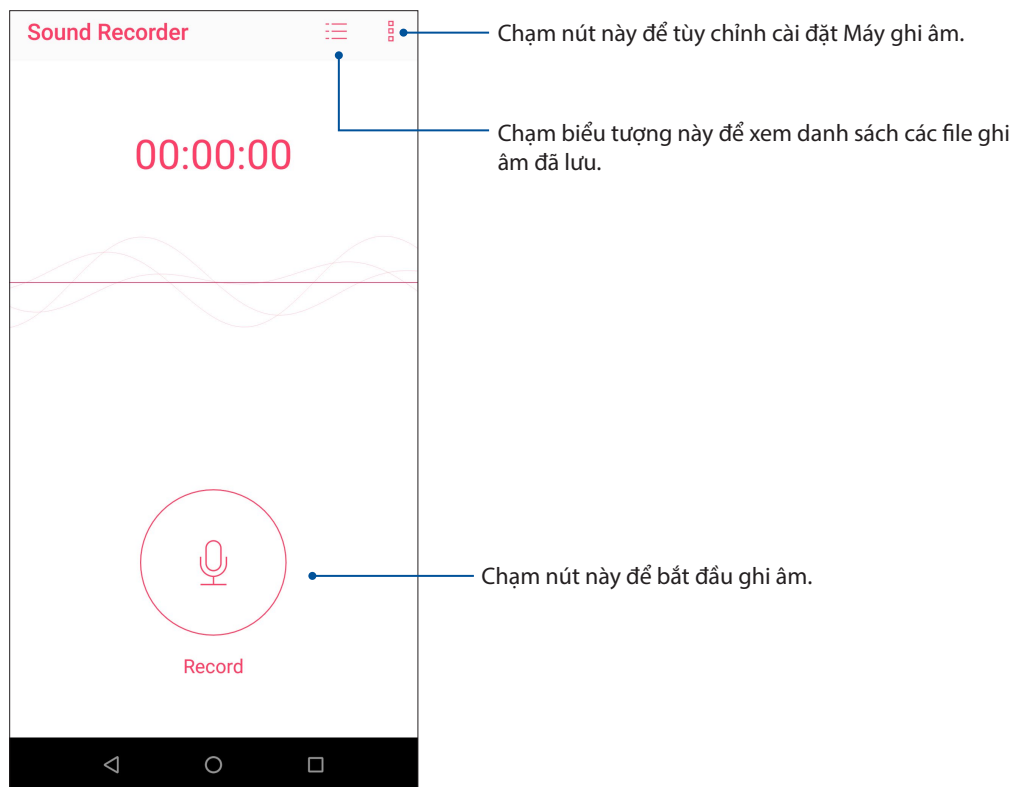 Sound Recorder
Chạm nút này để tùy chỉnh cài đặt Máy ghi âm.
Chạm biểu tượng này để xem danh sách các file ghi
âm đã lưu.
00:00:00
Chạm nút này để bắt đầu ghi âm.
Record